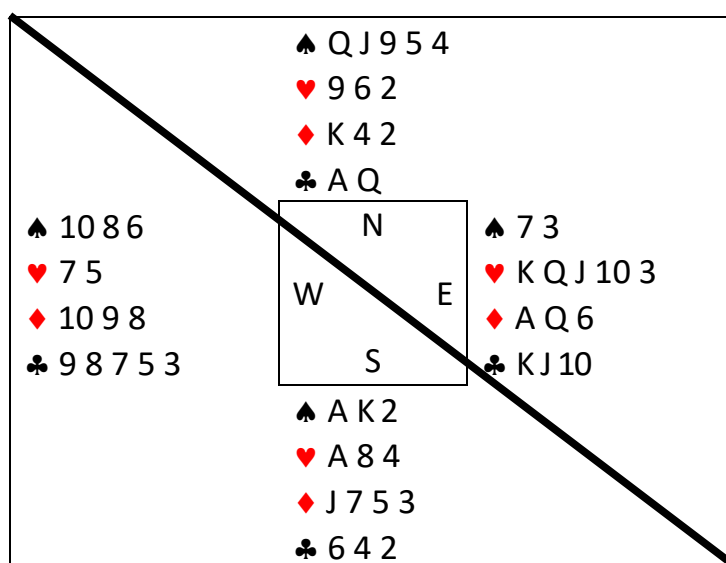 ♠ Q J 9 5 4
♥ 9 6 2
♦ K 4 2
♣ A Q
N
♠ 10 8 6
♥ 7 5
♦ 10 9 8
♣ 9 8 7 5 3
W
E
♠ 7 3
♥ K Q J 10 3
♦ A Q 6
♣ K J 10
S
♠ A K 2
♥ A 8 4
♦ J 7 5 3
♣ 6 4 2